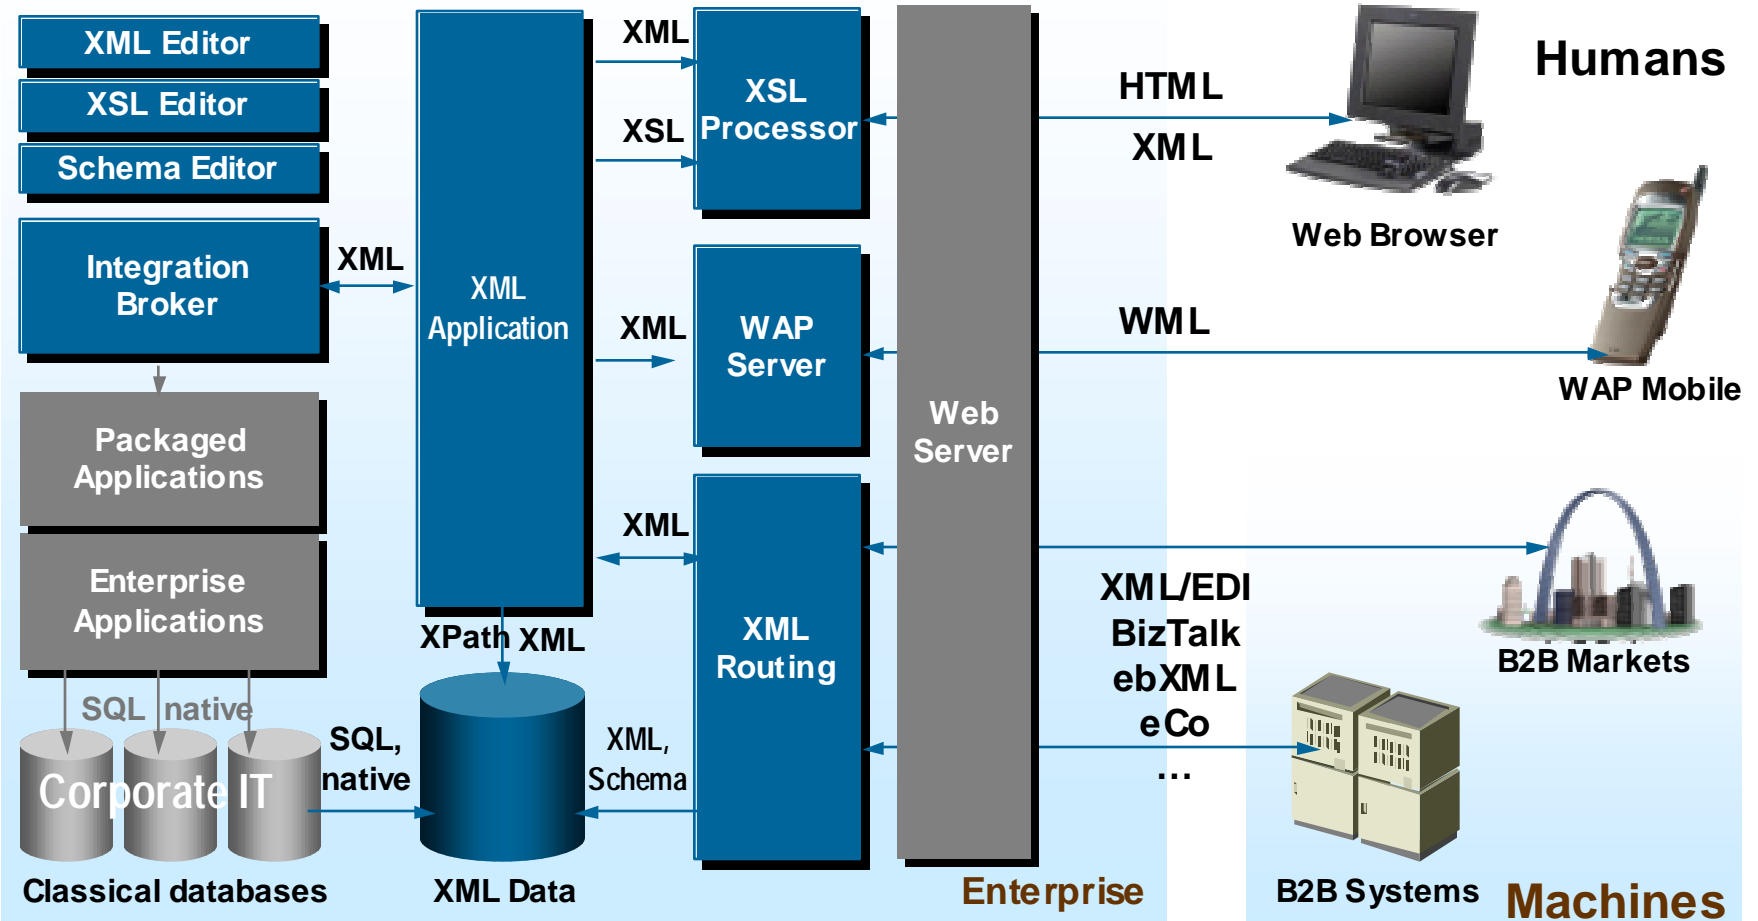 XML Editor
XSL Editor
Schema Editor
Integration
Broker
Packaged
Applications
Enterprise
Applications
SQL native
Corporate IT
Classical databases
XML
XML
Application
XPath XML
SQL,
native
XML,
Schema
XML Data
XML
XSL
XML
XML
XSL
Processor
WAP
Server
XML
Routing
Web
Server
Enterprise
HTML
XML
WML
XML/EDI
BizTalk
ebXML
eCo
...
Humans
Web Browser
WAP Mobile
B2B Markets
B2B Systems
Machines